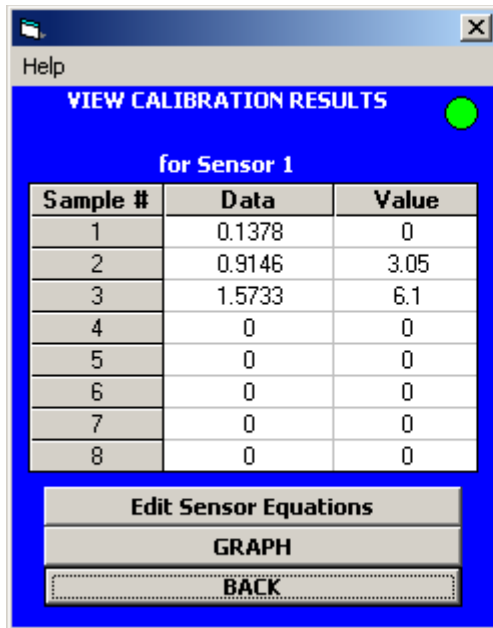 Help
VIEW CALIBRATION RESULTS
for Sensor 1
Sample # Data Value
1 0.1378 0
2 0.9146 3.05
3 1.5733 6.1
4 0 0
5 0 0
6 0 0
7 0 0
8 0 0
Edit Sensor Equations
GRAPH
BACK